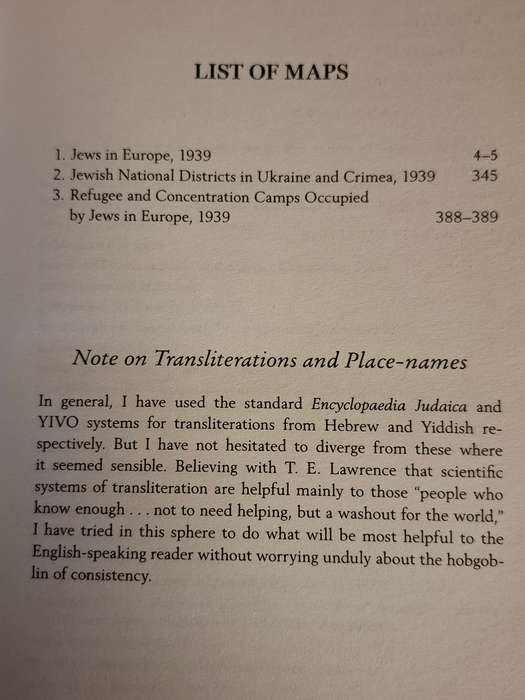 LIST OF MAPS
1. Jews in Europe, 1939 4–5
2. Jewish National Districts in Ukraine and Crimea, 1939 345
3. Refugee and Concentration Camps Occupied
by Jews in Europe, 1939 388–389
Note on Transliterations and Place-names
In general, I have used the standard Encyclopaedia Judaica and
YIVO systems for transliterations from Hebrew and Yiddish re-
spectively. But I have not hesitated to diverge from these where
it seemed sensible. Believing with T. E. Lawrence that scientific
systems of transliteration are helpful mainly to those “people who
know enough . . . not to need helping, but a washout for the world,”
I have tried in this sphere to do what will be most helpful to the
English-speaking reader without worrying unduly about the hobgob-
lin of consistency.